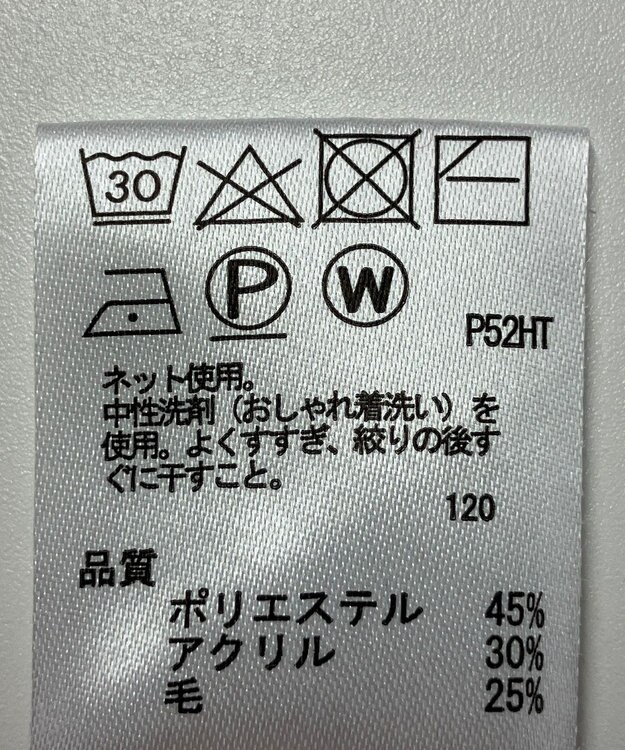 30
P W
P52HT
ネット使用。
中性洗剤（おしゃれ着洗い）を
使用。よくすすぎ、絞りの後す
ぐに干すこと。
120
品質
ポリエステル 45%
アクリル 30%
毛 25%